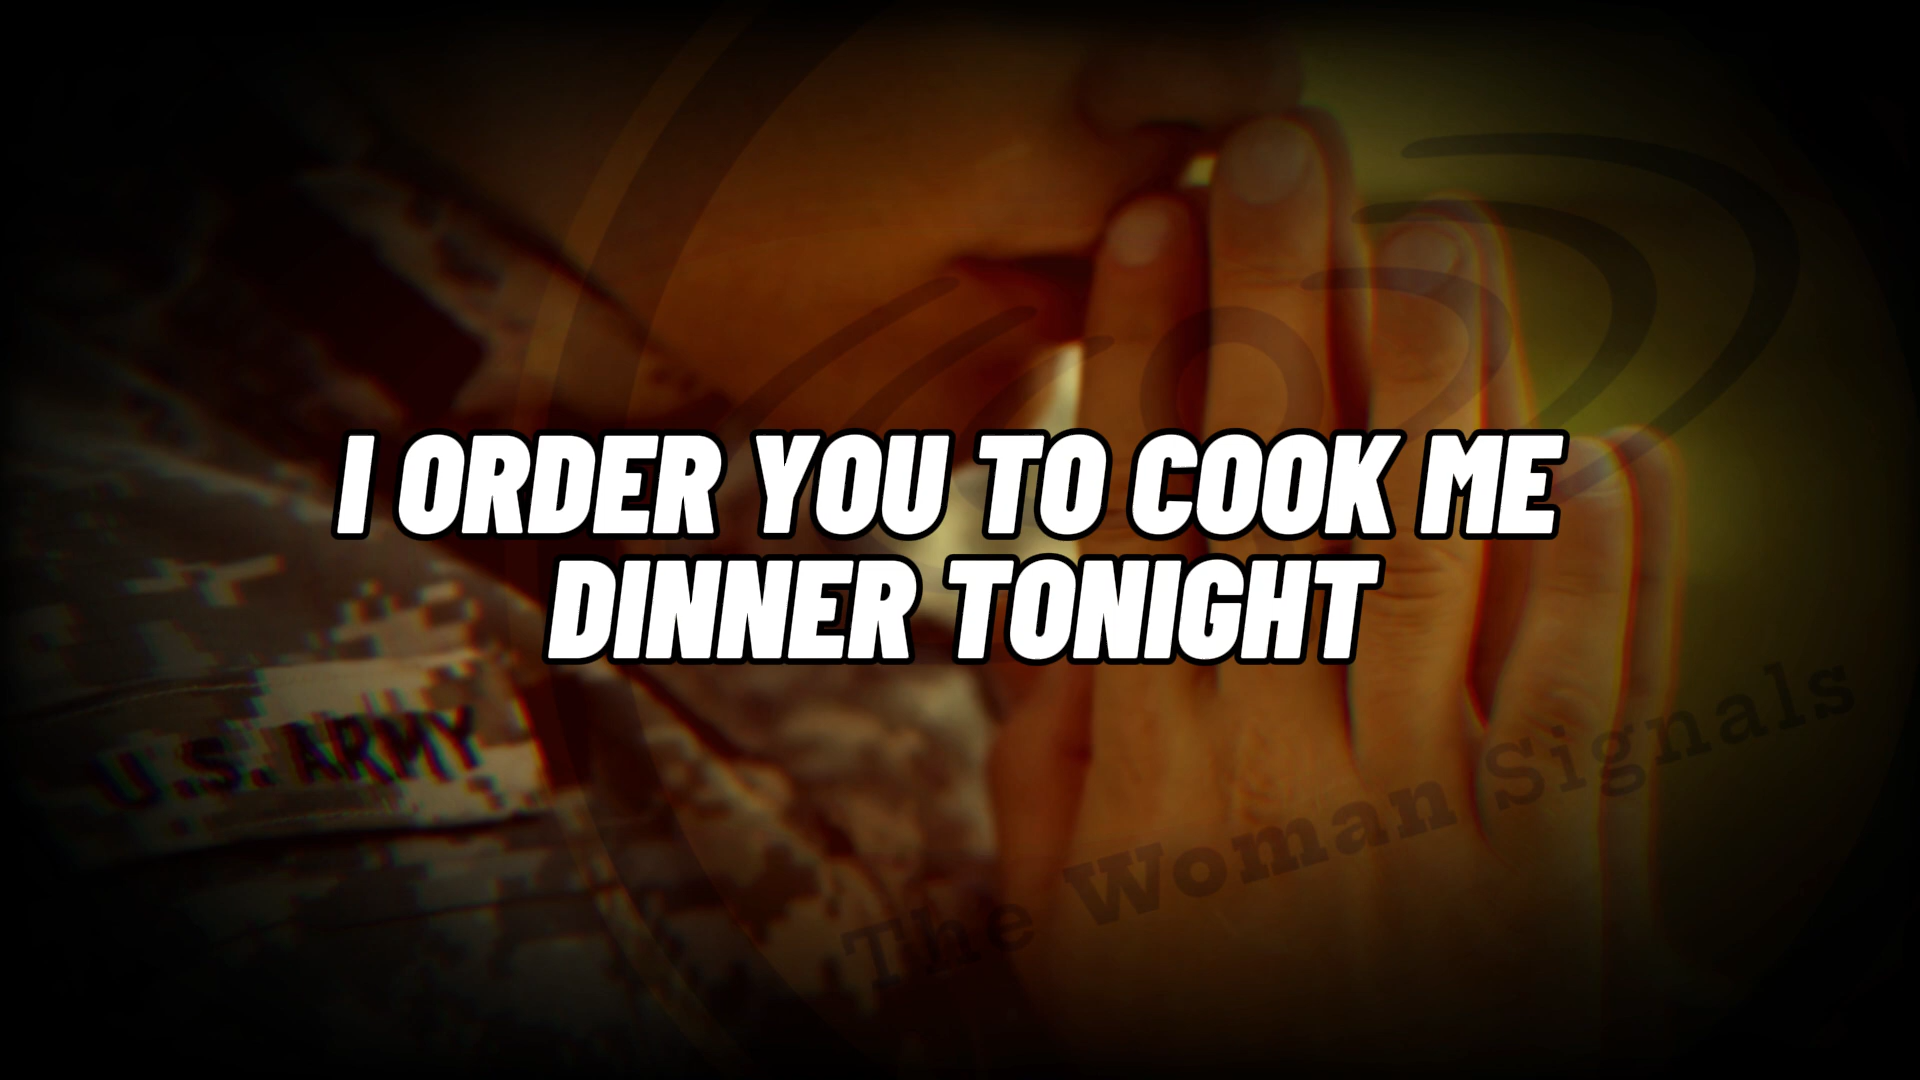 I ORDER YOU TO COOK ME
DINNER TONIGHT
U.S. ARMY
The Woman Signals